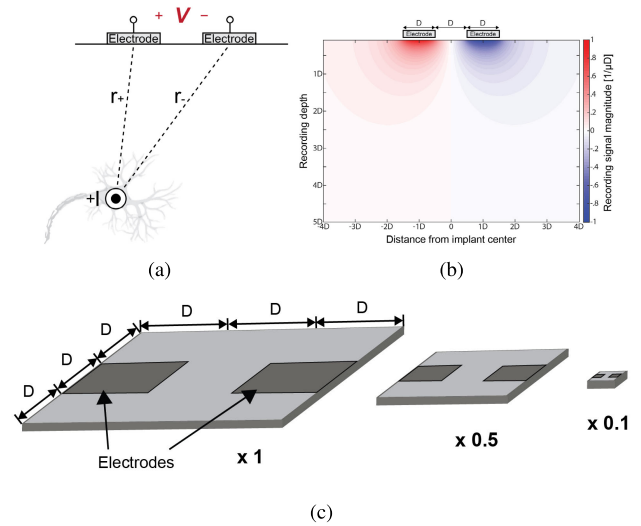 + V -
Electrode Electrode
r+ r-
+I
(a)
D D D
Electrode Electrode
1D
2D
3D
4D
5D
Recording depth
4D 3D 2D 1D 0 1D 2D 3D 4D
Distance from implant center
1
.8
.6
.4
.2
0
.2
.4
.6
.8
1
Recording signal magnitude [1/μD]
(b)
D D D
D
D
D
Electrodes
x 1
x 0.5
x 0.1
(c)